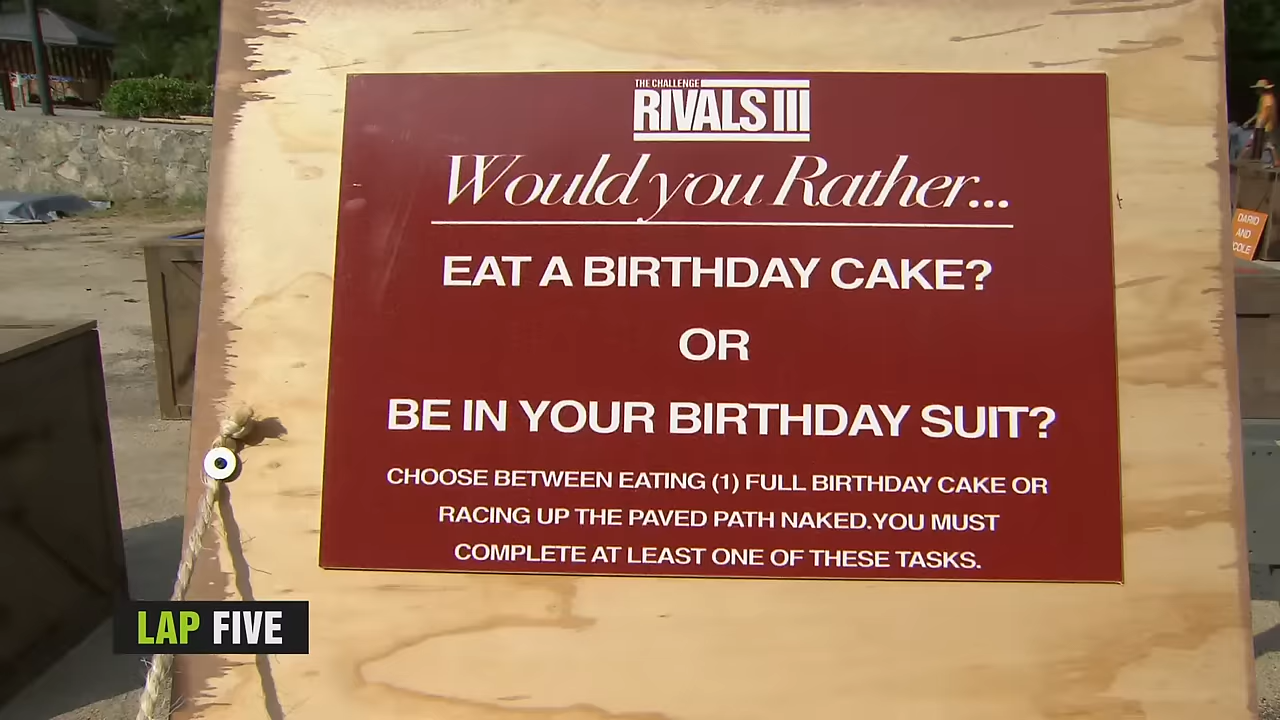 THE CHALLENGE
RIVALS III
Would you Rather...
EAT A BIRTHDAY CAKE?
OR
BE IN YOUR BIRTHDAY SUIT?
CHOOSE BETWEEN EATING (1) FULL BIRTHDAY CAKE OR
RACING UP THE PAVED PATH NAKED.YOU MUST
COMPLETE AT LEAST ONE OF THESE TASKS.
AND
LAP FIVE